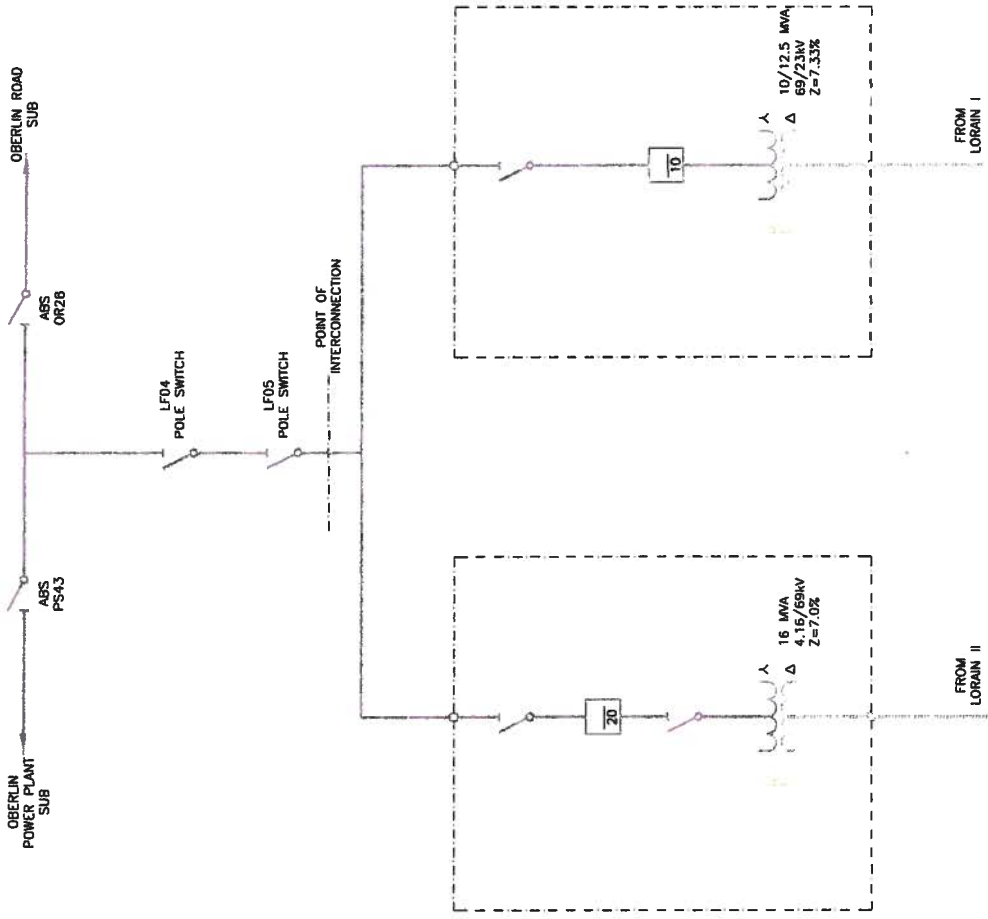 OBERLIN
POWER PLANT
SUB
OBERLIN ROAD
SUB
ABS
PS43
ABS
OR28
LF04
POLE SWITCH
LF05
POLE SWITCH
POINT OF
INTERCONNECTION
20
16 MVA
4.16/69kV
Z=7.0%
10
10/12.5 MVA
69/23kV
Z=7.33%
FROM
LORAIN II
FROM
LORAIN I